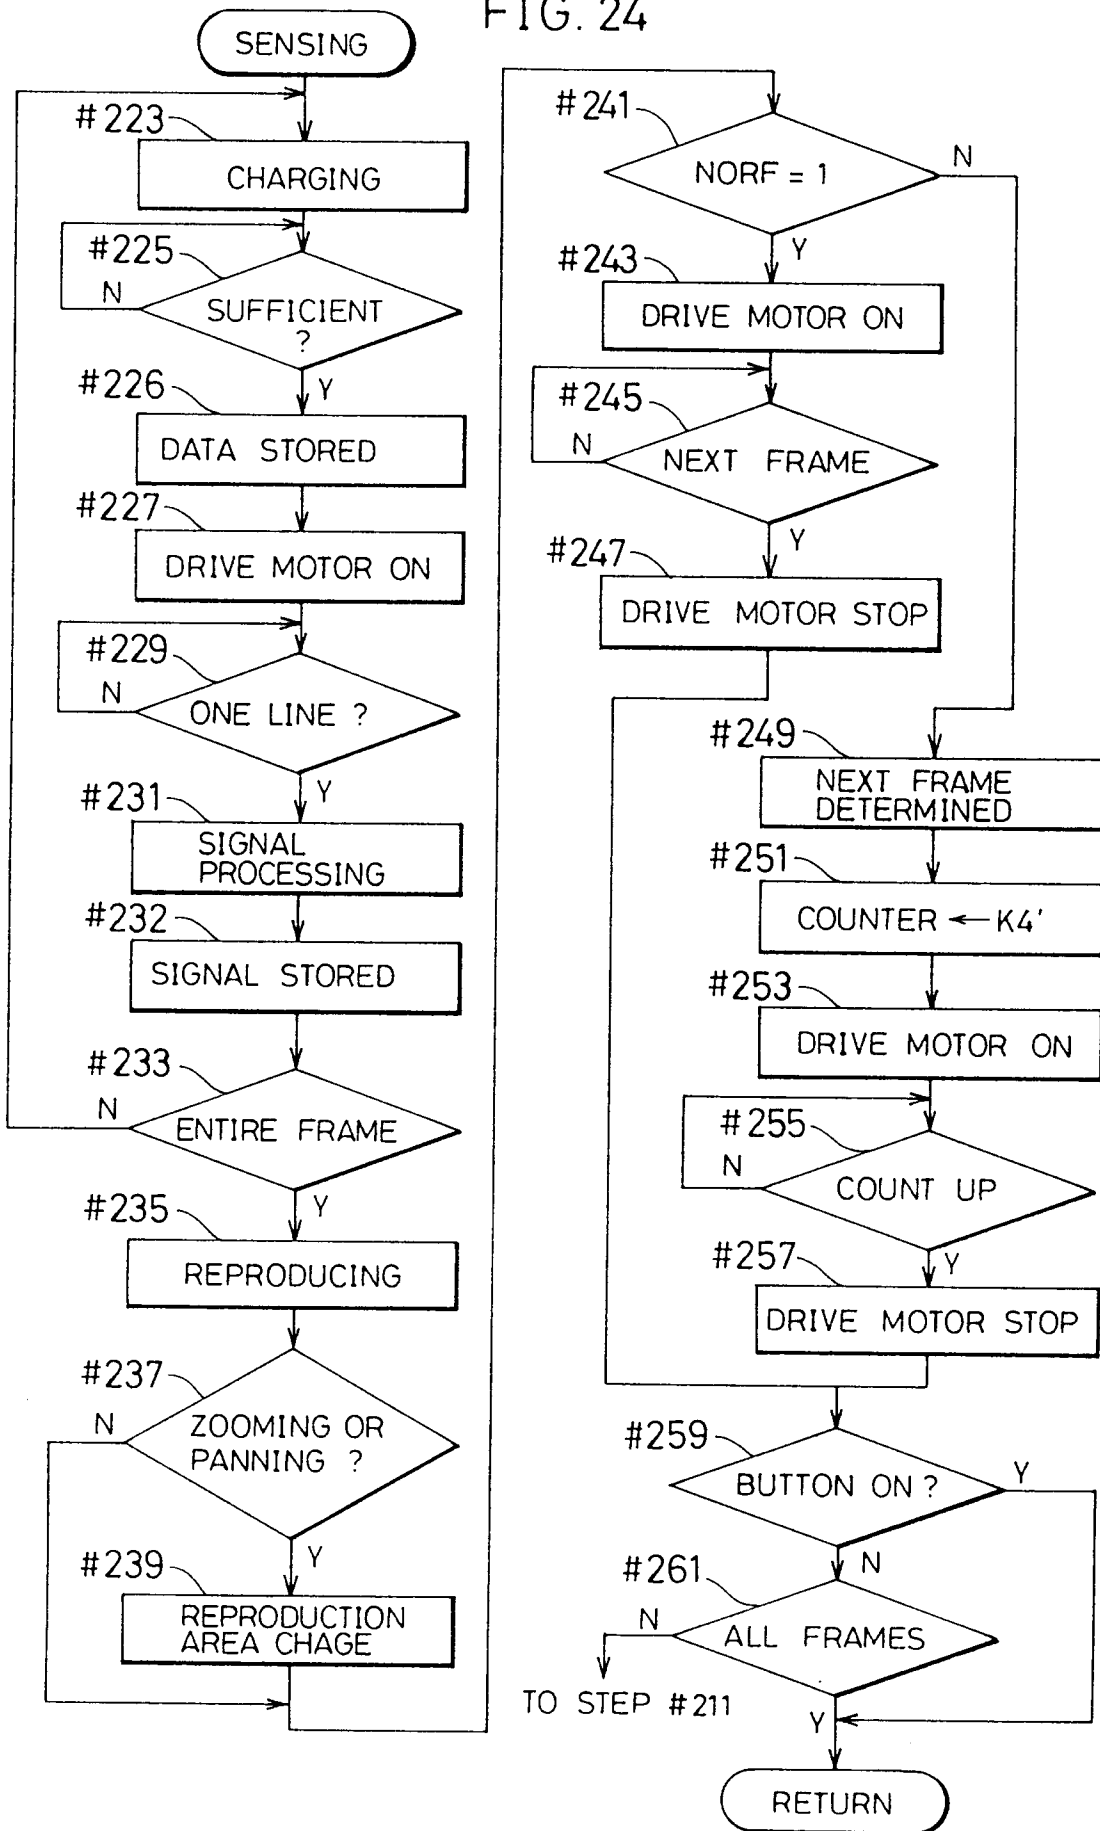 FIG. 24
SENSING
#223
CHARGING
#225
N
SUFFICIENT
?
Y
#226
DATA STORED
#227
DRIVE MOTOR ON
#229
N
ONE LINE ?
Y
#231
SIGNAL
PROCESSING
#232
SIGNAL STORED
#233
N
ENTIRE FRAME
Y
#235
REPRODUCING
#237
N
ZOOMING OR
PANNING ?
Y
#239
REPRODUCTION
AREA CHAGE
#241
N
NORF = 1
Y
#243
DRIVE MOTOR ON
#245
N
NEXT FRAME
Y
#247
DRIVE MOTOR STOP
#249
NEXT FRAME
DETERMINED
#251
COUNTER ← K4'
#253
DRIVE MOTOR ON
#255
N
COUNT UP
Y
#257
DRIVE MOTOR STOP
#259
BUTTON ON ?
Y
N
#261
N
ALL FRAMES
TO STEP #211
Y
RETURN